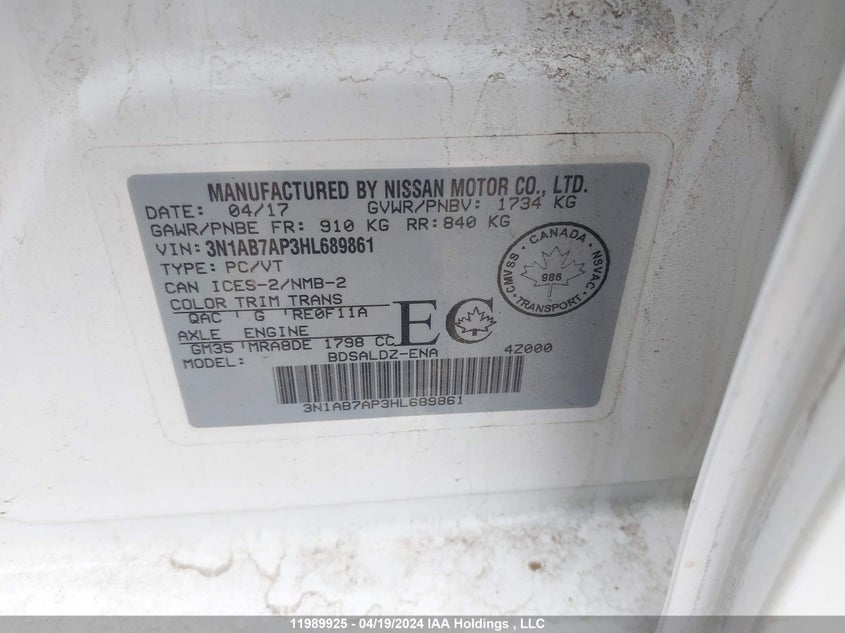 MANUFACTURED BY NISSAN MOTOR CO., LTD.
DATE: 04/17 GVWR/PNBV: 1734 KG
GAWR/PNBE FR: 910 KG RR: 840 KG
VIN: 3N1AB7AP3HL689861
TYPE: PC/VT
CAN ICES-2/NMB-2
COLOR TRIM TRANS
QAC G RE0F11A
AXLE ENGINE
GM35 MRA8DE 1798 CC
MODEL: BDSALDZ-ENA 4Z000
EC
CANADA
CMVSS 986 NSVAC
TRANSPORT
3N1AB7AP3HL689861
11989925 - 04/19/2024 IAA Holdings , LLC